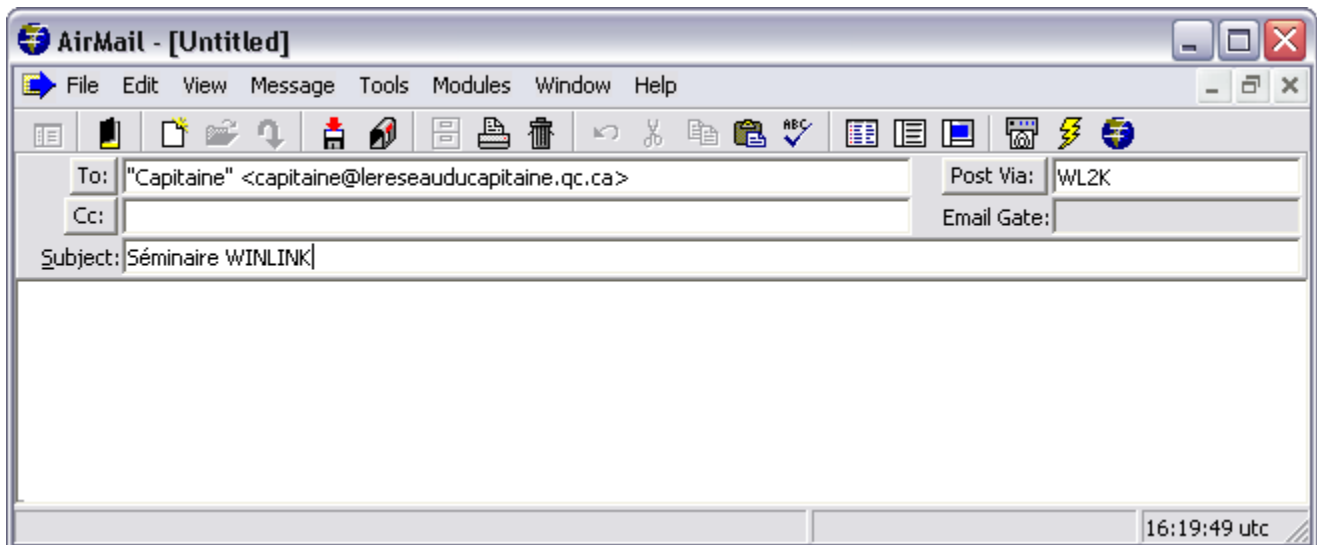 AirMail - [Untitled]
File Edit View Message Tools Modules Window Help
ABC
To: "Capitaine" <capitaine@lereseauducapitaine.qc.ca> Post Via: WL2K
Cc: Email Gate:
Subject: Séminaire WINLINK
16:19:49 utc